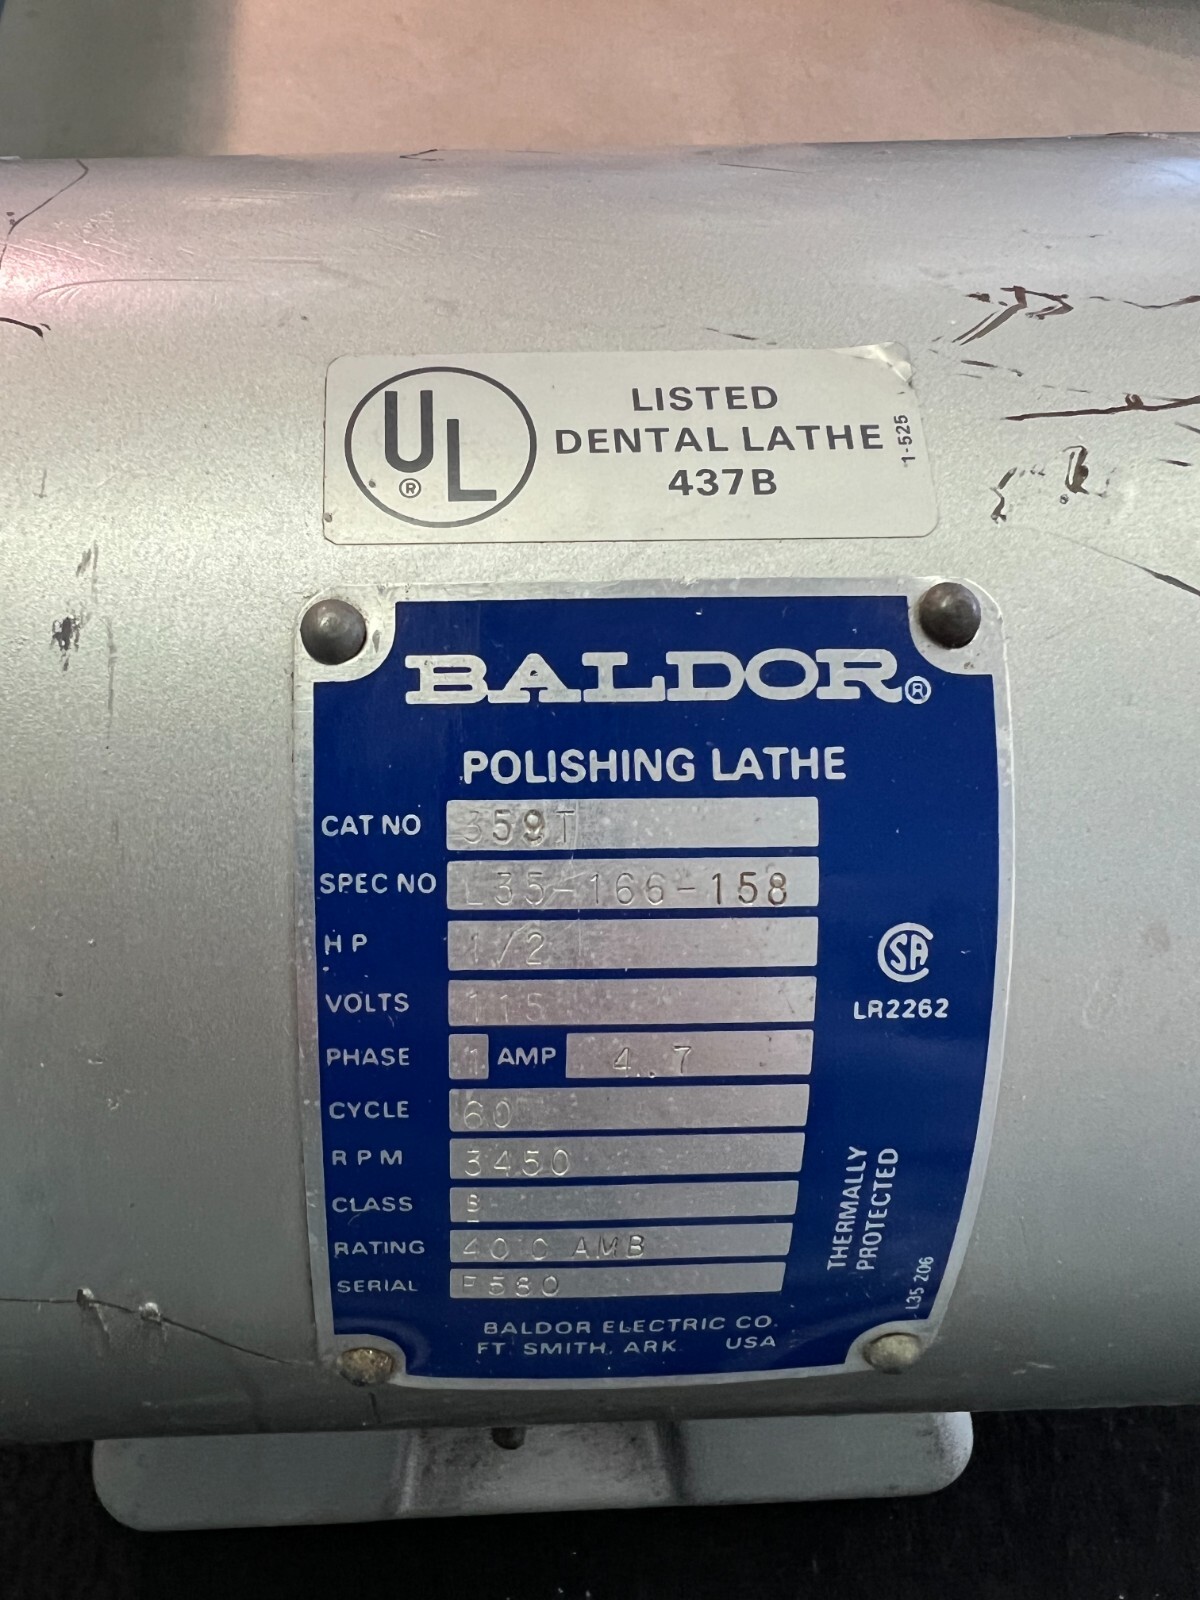 UL®
LISTED
DENTAL LATHE
437B
1-525
BALDOR®
POLISHING LATHE
CAT NO 359T
SPEC NO L35-166-158
HP 1/2
VOLTS 115
PHASE 1 AMP 4.7
CYCLE 60
RPM 3450
CLASS B
RATING 40 C AMB
SERIAL F580
SA
LR2262
THERMALLY
PROTECTED
L35 206
BALDOR ELECTRIC CO.
FT. SMITH, ARK. USA